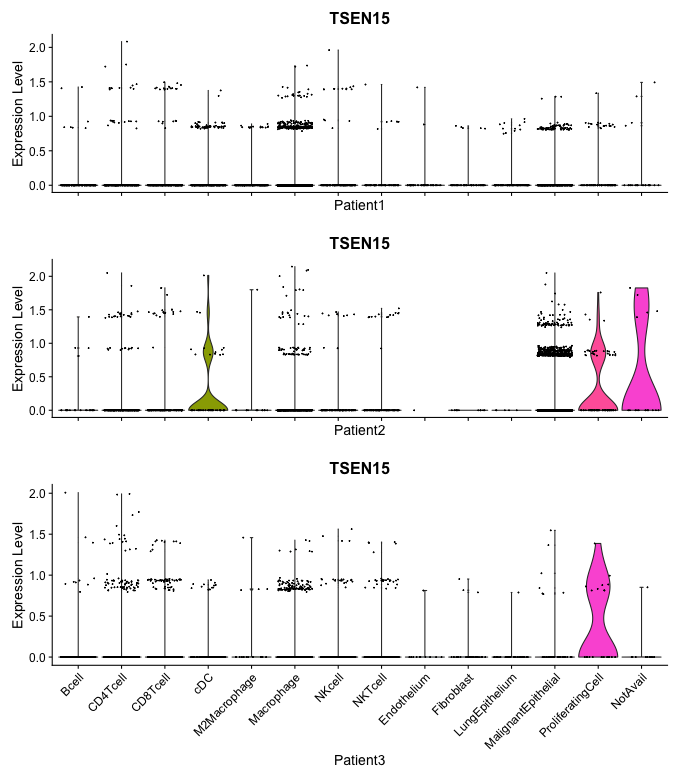 TSEN15
Expression Level
2.0
1.5
1.0
0.5
0.0
Patient1
TSEN15
Expression Level
2.0
1.5
1.0
0.5
0.0
Patient2
TSEN15
Expression Level
2.0
1.5
1.0
0.5
0.0
Bcell
CD4Tcell
CD8Tcell
cDC
M2Macrophage
Macrophage
NKcell
NKTcell
Endothelium
Fibroblast
LungEpithelium
MalignantEpithelial
ProliferatingCell
NotAvail
Patient3